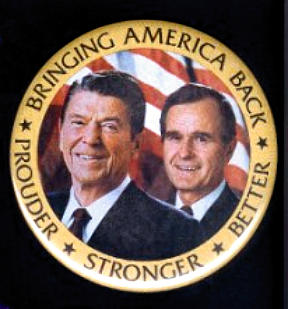 ★ BRINGING AMERICA BACK ★
PROUDER ★ STRONGER ★ BETTER